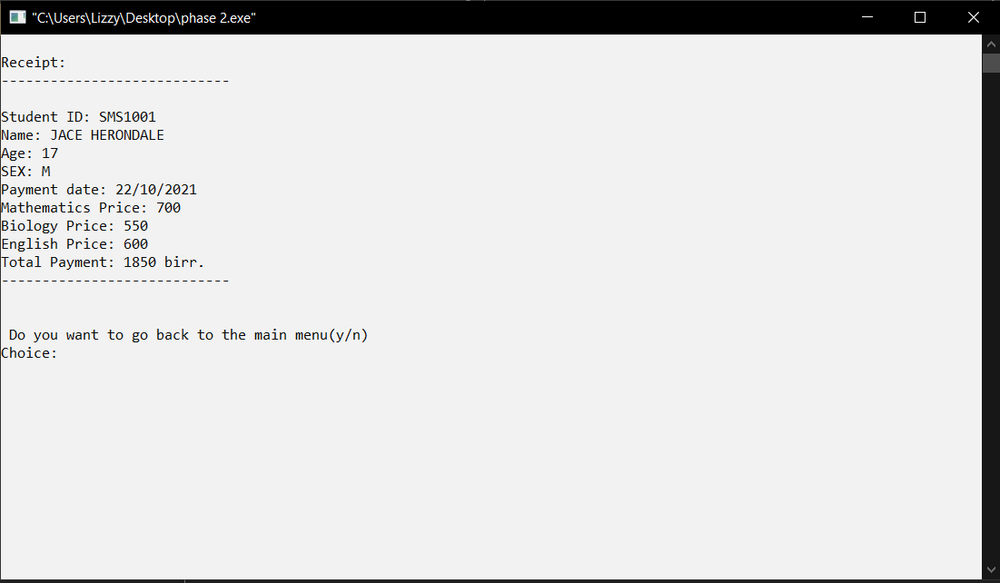 "C:\Users\Lizzy\Desktop\phase 2.exe"
Receipt:
----------------------------
Student ID: SMS1001
Name: JACE HERONDALE
Age: 17
SEX: M
Payment date: 22/10/2021
Mathematics Price: 700
Biology Price: 550
English Price: 600
Total Payment: 1850 birr.
----------------------------
Do you want to go back to the main menu(y/n)
Choice: